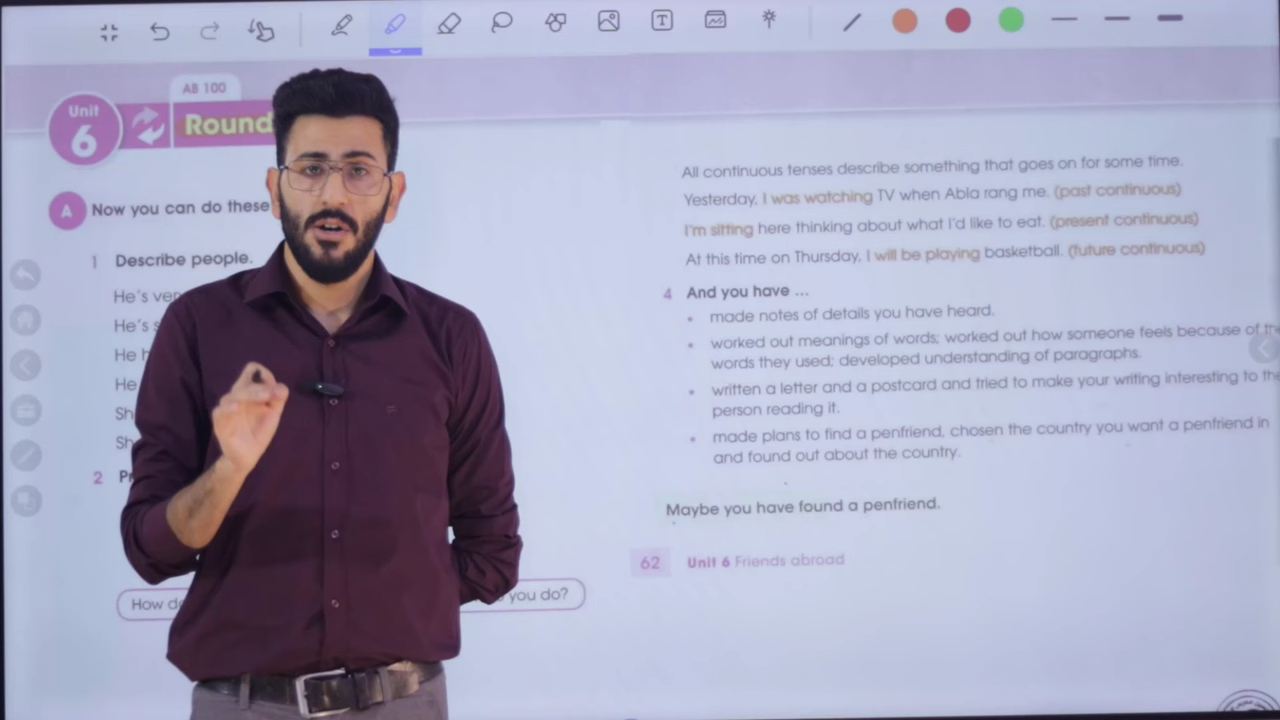 AB 100
Unit
6
Round
A
Now you can do these
1 Describe people.
He's
He's
He
He
2
How
you do?
All continuous tenses describe something that goes on for some time.
Yesterday, I was watching TV when Abla rang me. (past continuous)
I'm sitting here thinking about what I'd like to eat. (present continuous)
At this time on Thursday, I will be playing basketball. (future continuous)
4 And you have ...
• made notes of details you have heard.
• worked out meanings of words; worked out how someone feels because of
words they used; developed understanding of paragraphs.
• written a letter and a postcard and tried to make your writing interesting to the
person reading it.
• made plans to find a penfriend, chosen the country you want a penfriend in
and found out about the country.
Maybe you have found a penfriend.
62 Unit 6 Friends abroad